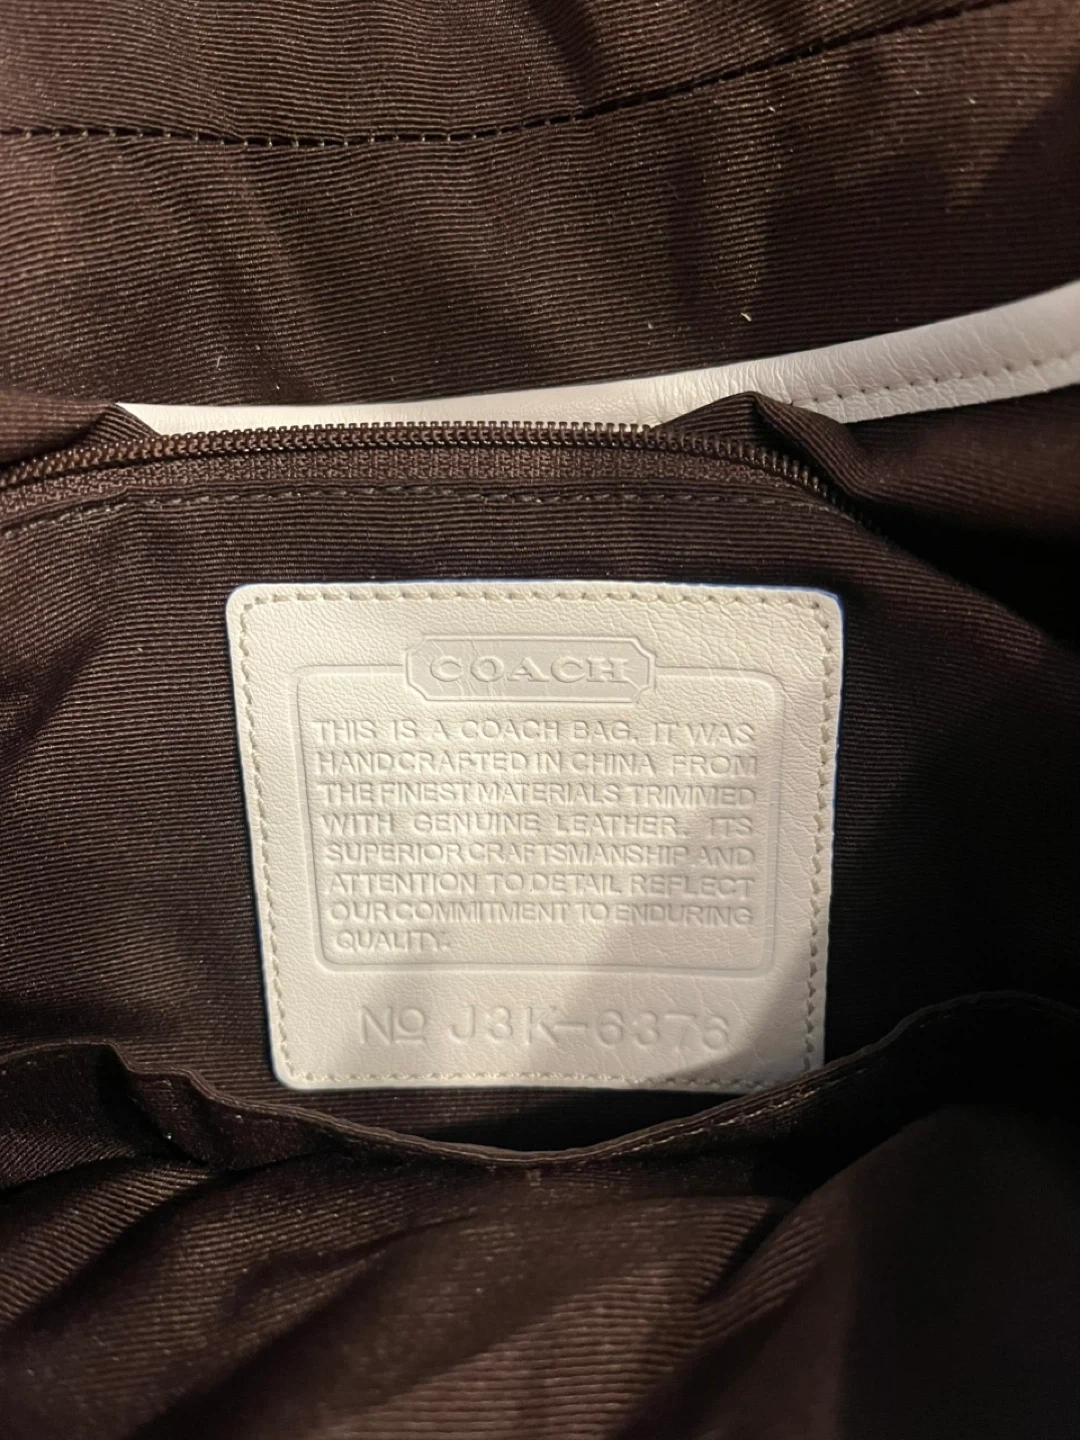 COACH
THIS IS A COACH BAG. IT WAS
HANDCRAFTED IN CHINA FROM
THE FINEST MATERIALS TRIMMED
WITH GENUINE LEATHER. ITS
SUPERIOR CRAFTSMANSHIP AND
ATTENTION TO DETAIL REFLECT
OUR COMMITMENT TO ENDURING
QUALITY.
No J3K-6376